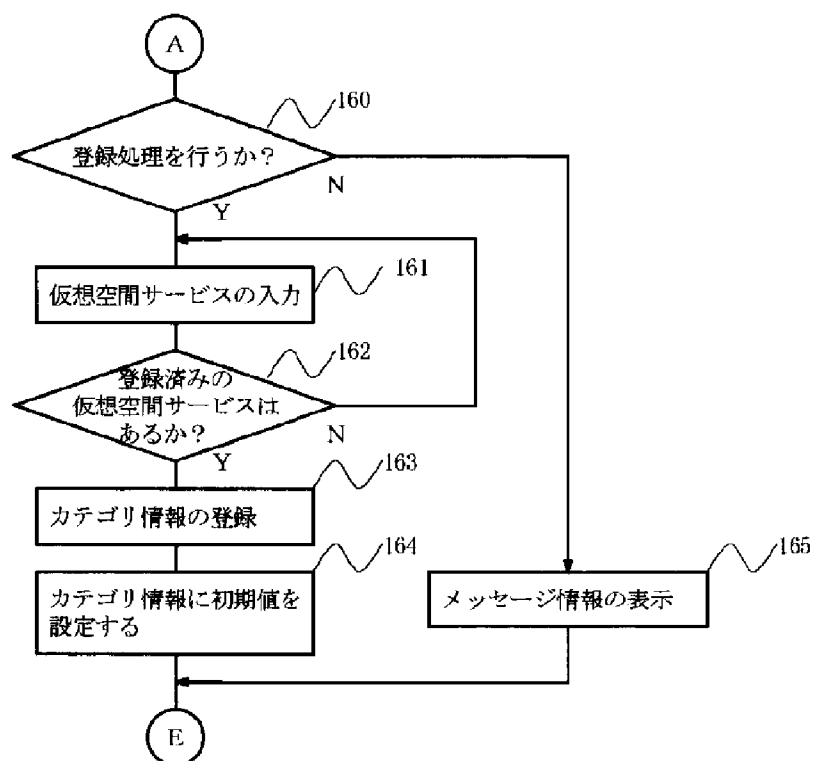 A
160
登録処理を行うか?
N
Y
161
仮想空間サービスの入力
162
登録済みの
仮想空間サービスは
あるか?
N
Y
163
カテゴリ情報の登録
164
カテゴリ情報に初期値を
設定する
165
メッセージ情報の表示
E